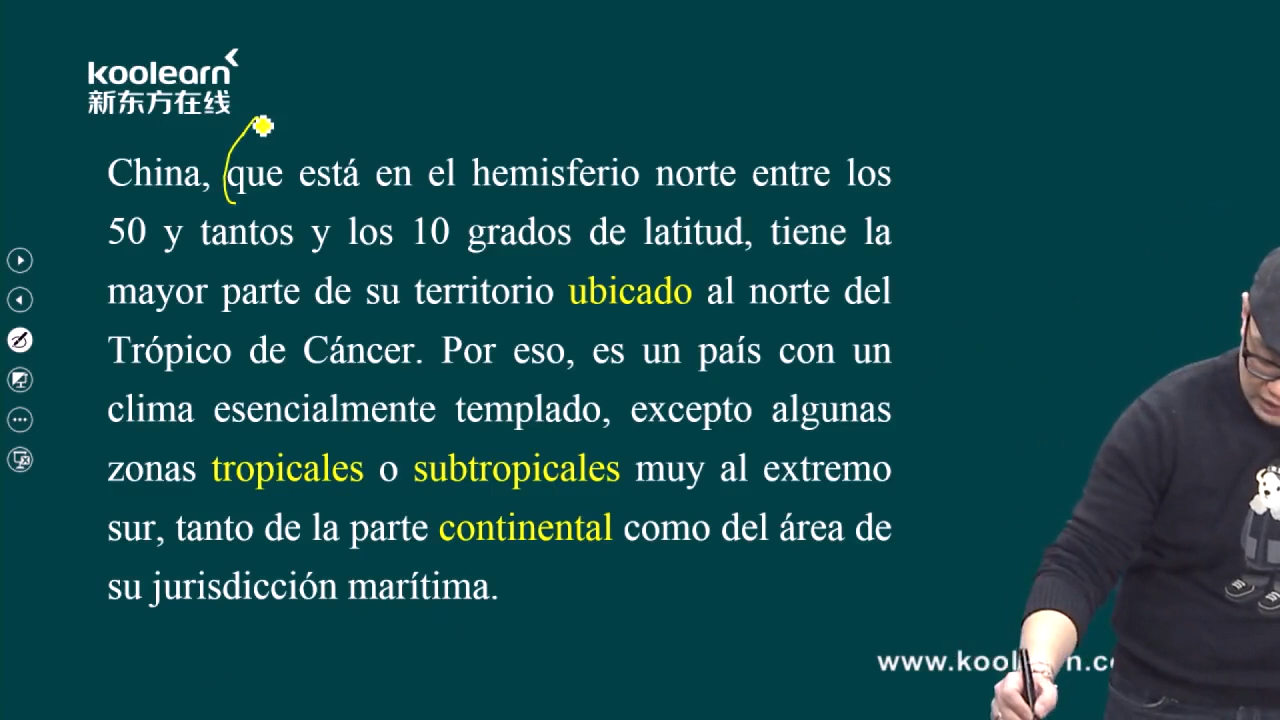 koolearn
新东方在线
China, que está en el hemisferio norte entre los
50 y tantos y los 10 grados de latitud, tiene la
mayor parte de su territorio ubicado al norte del
Trópico de Cáncer. Por eso, es un país con un
clima esencialmente templado, excepto algunas
zonas tropicales o subtropicales muy al extremo
sur, tanto de la parte continental como del área de
su jurisdicción marítima.